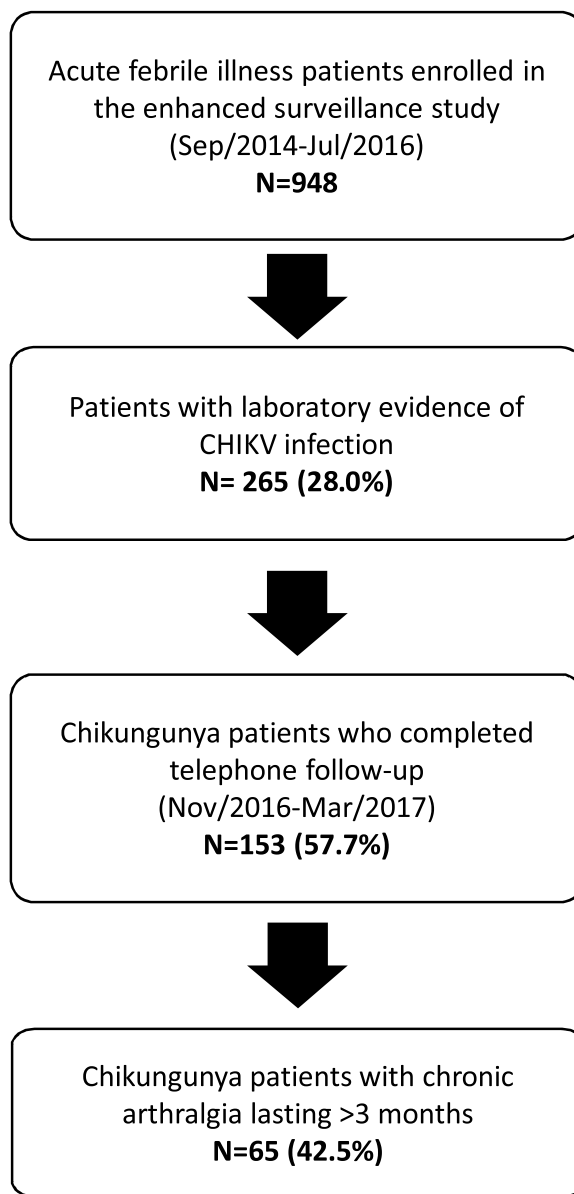 Acute febrile illness patients enrolled in
the enhanced surveillance study
(Sep/2014-Jul/2016)
N=948
Patients with laboratory evidence of
CHIKV infection
N= 265 (28.0%)
Chikungunya patients who completed
telephone follow-up
(Nov/2016-Mar/2017)
N=153 (57.7%)
Chikungunya patients with chronic
arthralgia lasting >3 months
N=65 (42.5%)